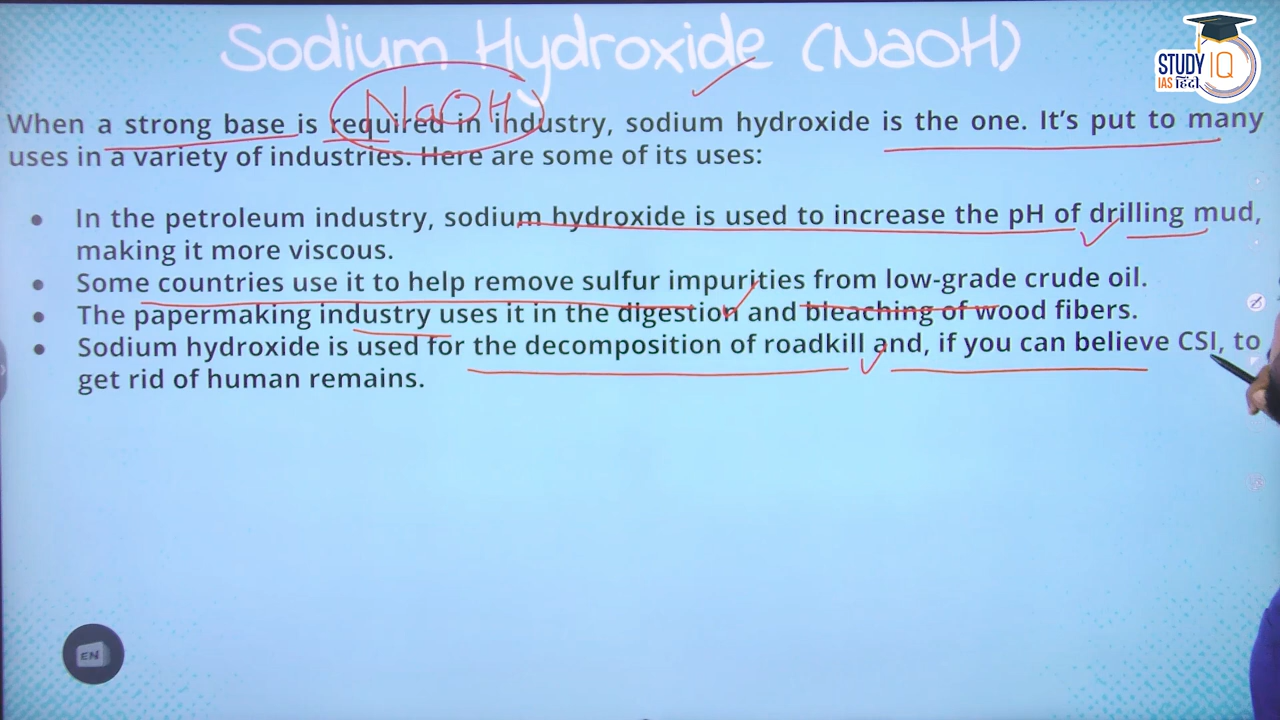 Sodium Hydroxide (NaOH)
STUDY IQ
IAS हिंदी
NaOH
When a strong base is required in industry, sodium hydroxide is the one. It's put to many
uses in a variety of industries. Here are some of its uses:
● In the petroleum industry, sodium hydroxide is used to increase the pH of drilling mud,
making it more viscous.
● Some countries use it to help remove sulfur impurities from low-grade crude oil.
● The papermaking industry uses it in the digestion and bleaching of wood fibers.
● Sodium hydroxide is used for the decomposition of roadkill and, if you can believe CSI, to
get rid of human remains.
EN